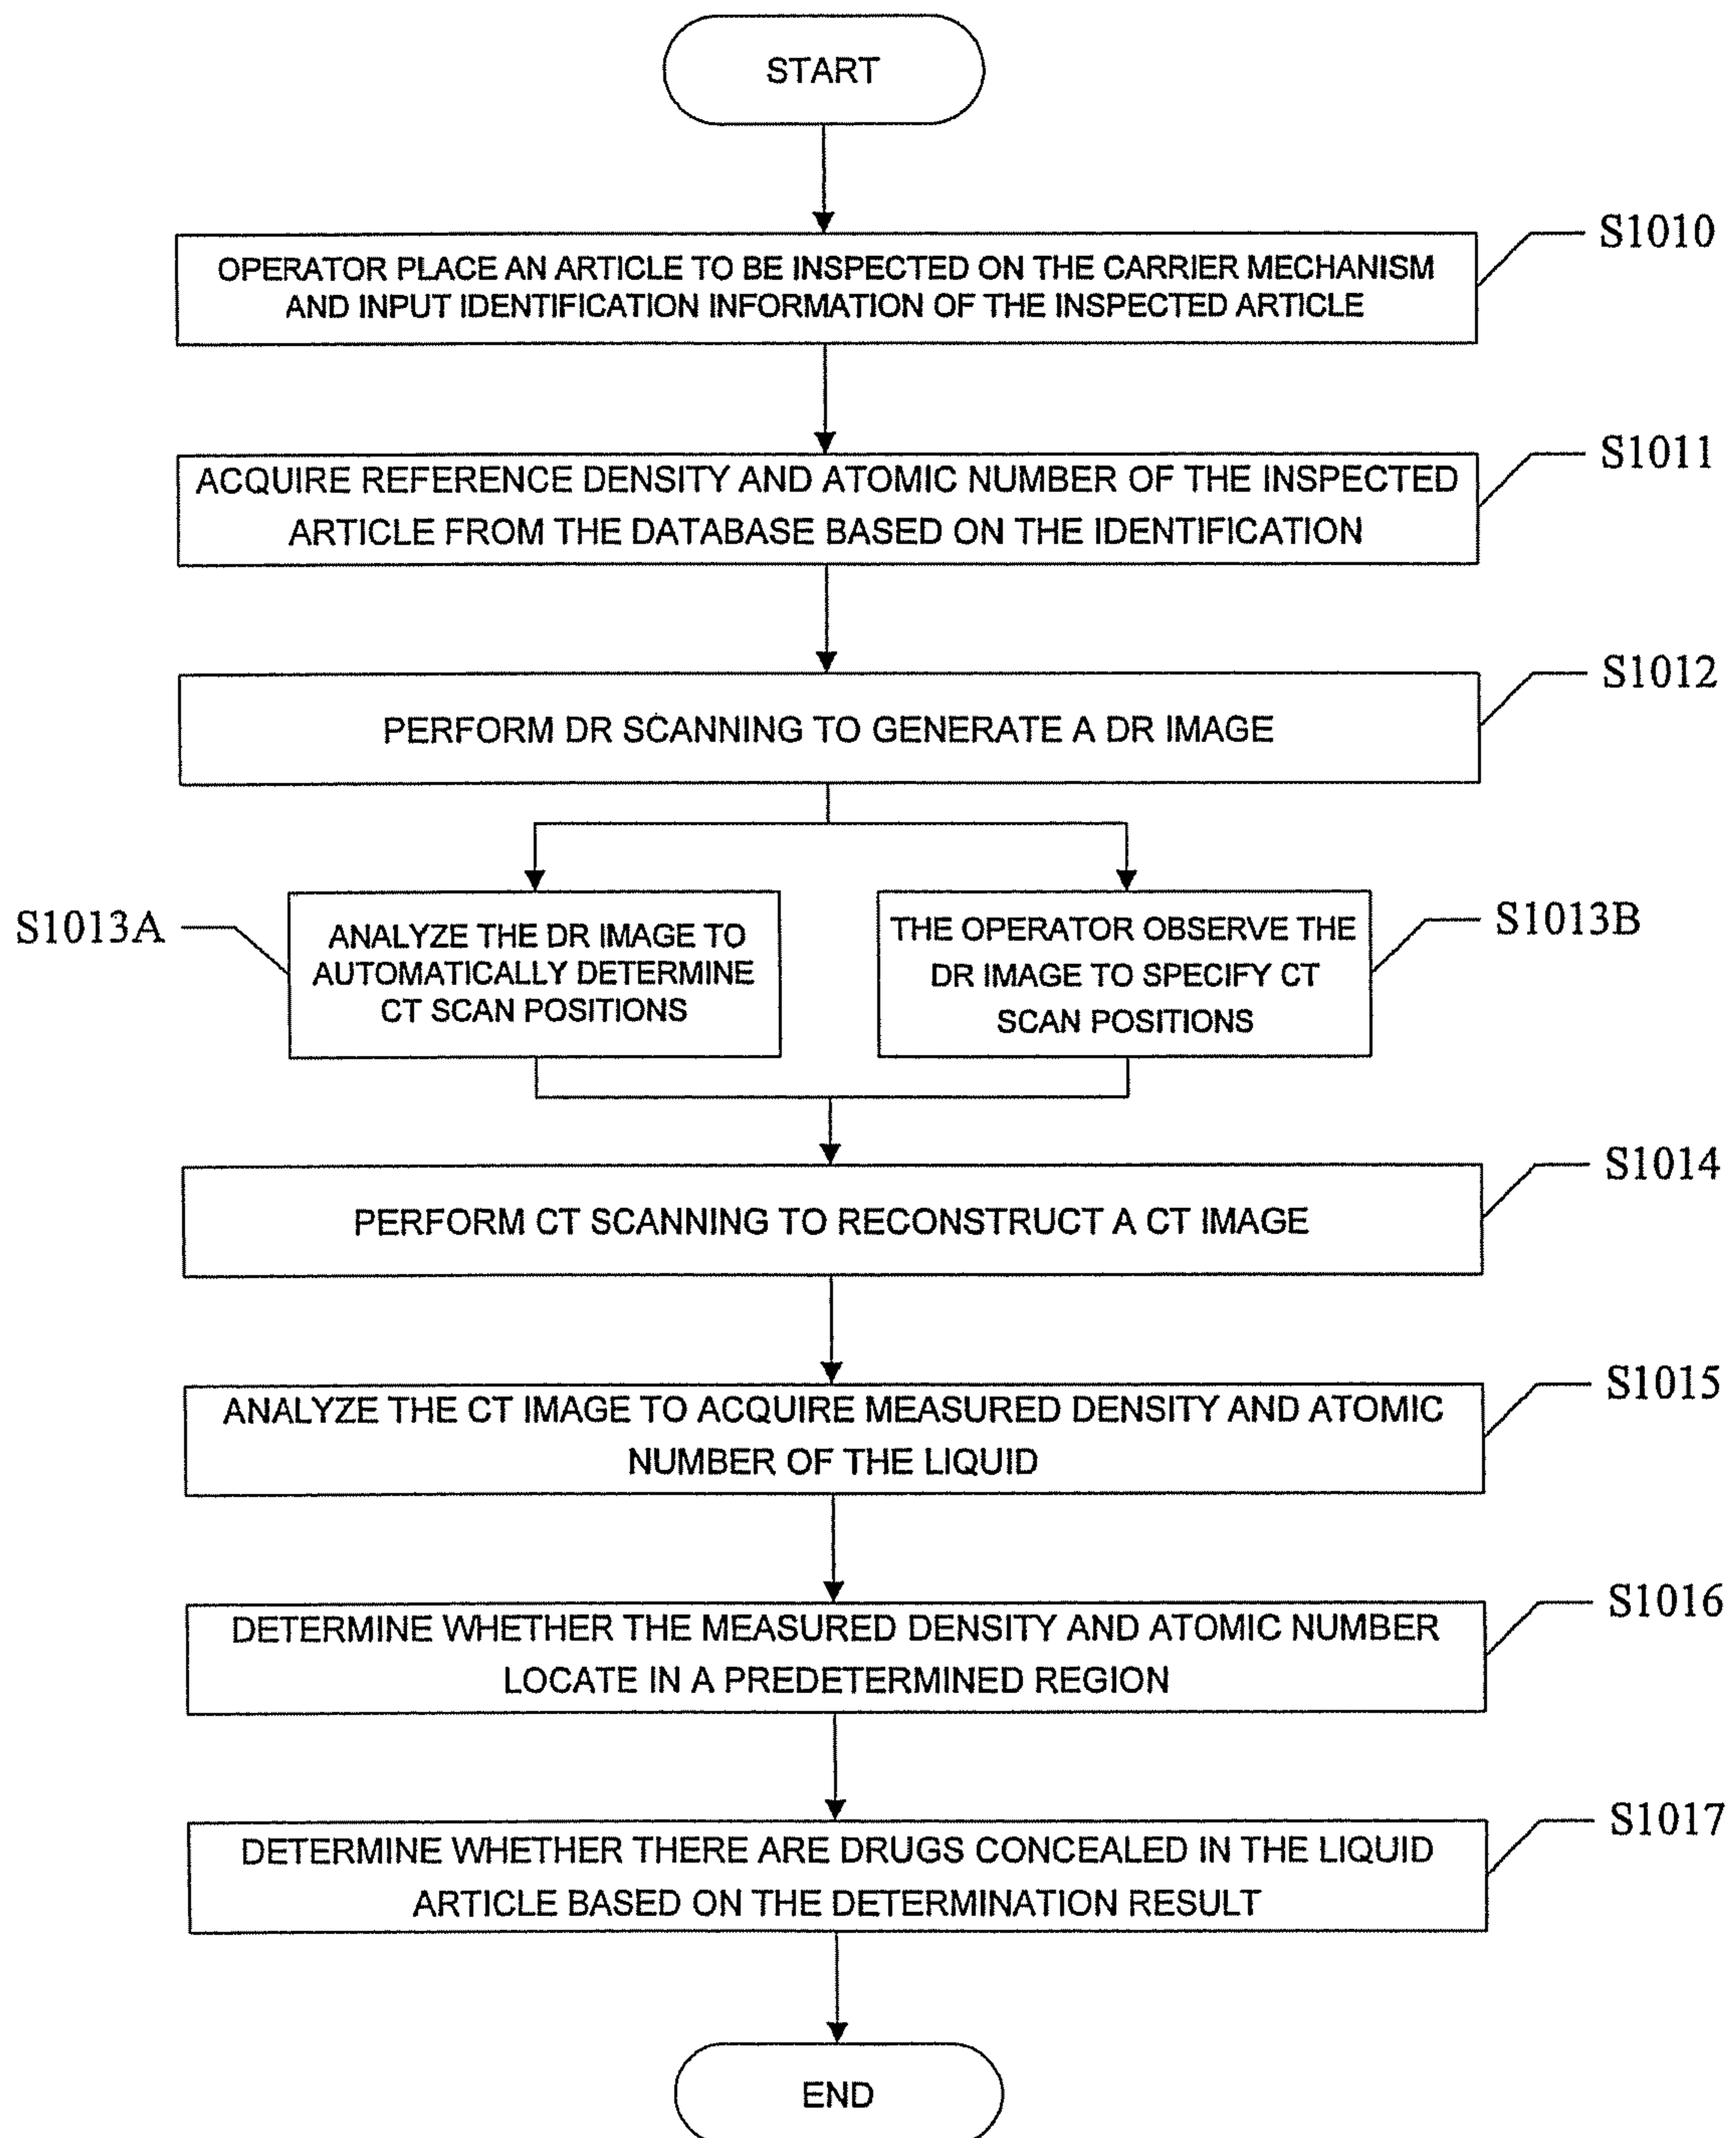 START
S1010
OPERATOR PLACE AN ARTICLE TO BE INSPECTED ON THE CARRIER MECHANISM
AND INPUT IDENTIFICATION INFORMATION OF THE INSPECTED ARTICLE
S1011
ACQUIRE REFERENCE DENSITY AND ATOMIC NUMBER OF THE INSPECTED
ARTICLE FROM THE DATABASE BASED ON THE IDENTIFICATION
S1012
PERFORM DR SCANNING TO GENERATE A DR IMAGE
S1013A
ANALYZE THE DR IMAGE TO
AUTOMATICALLY DETERMINE
CT SCAN POSITIONS
THE OPERATOR OBSERVE THE
DR IMAGE TO SPECIFY CT
SCAN POSITIONS
S1013B
S1014
PERFORM CT SCANNING TO RECONSTRUCT A CT IMAGE
S1015
ANALYZE THE CT IMAGE TO ACQUIRE MEASURED DENSITY AND ATOMIC
NUMBER OF THE LIQUID
S1016
DETERMINE WHETHER THE MEASURED DENSITY AND ATOMIC NUMBER
LOCATE IN A PREDETERMINED REGION
S1017
DETERMINE WHETHER THERE ARE DRUGS CONCEALED IN THE LIQUID
ARTICLE BASED ON THE DETERMINATION RESULT
END